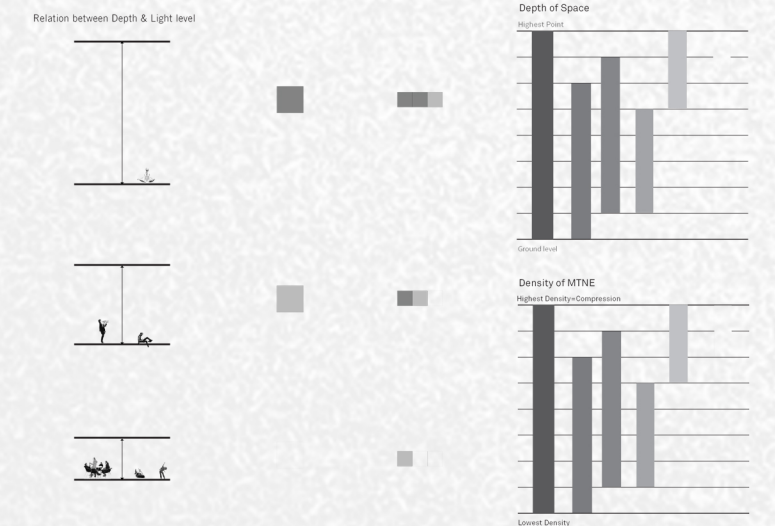 Relation between Depth & Light level
Depth of Space
Highest Point
Ground level
Density of MTNE
Highest Density=Compression
Lowest Density